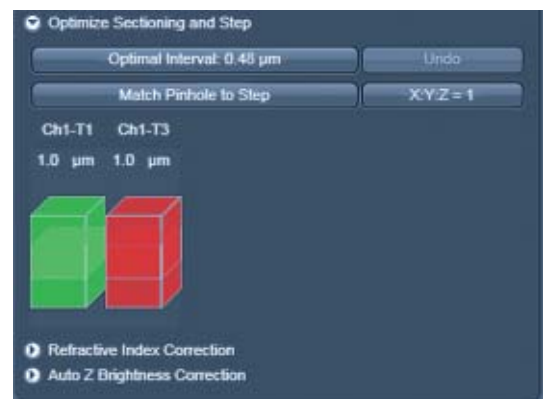 Optimize Sectioning and Step
Optimal Interval: 0.48 µm Undo
Match Pinhole to Step X:Y:Z = 1
Ch1-T1 Ch1-T3
1.0 µm 1.0 µm
Refractive Index Correction
Auto Z Brightness Correction